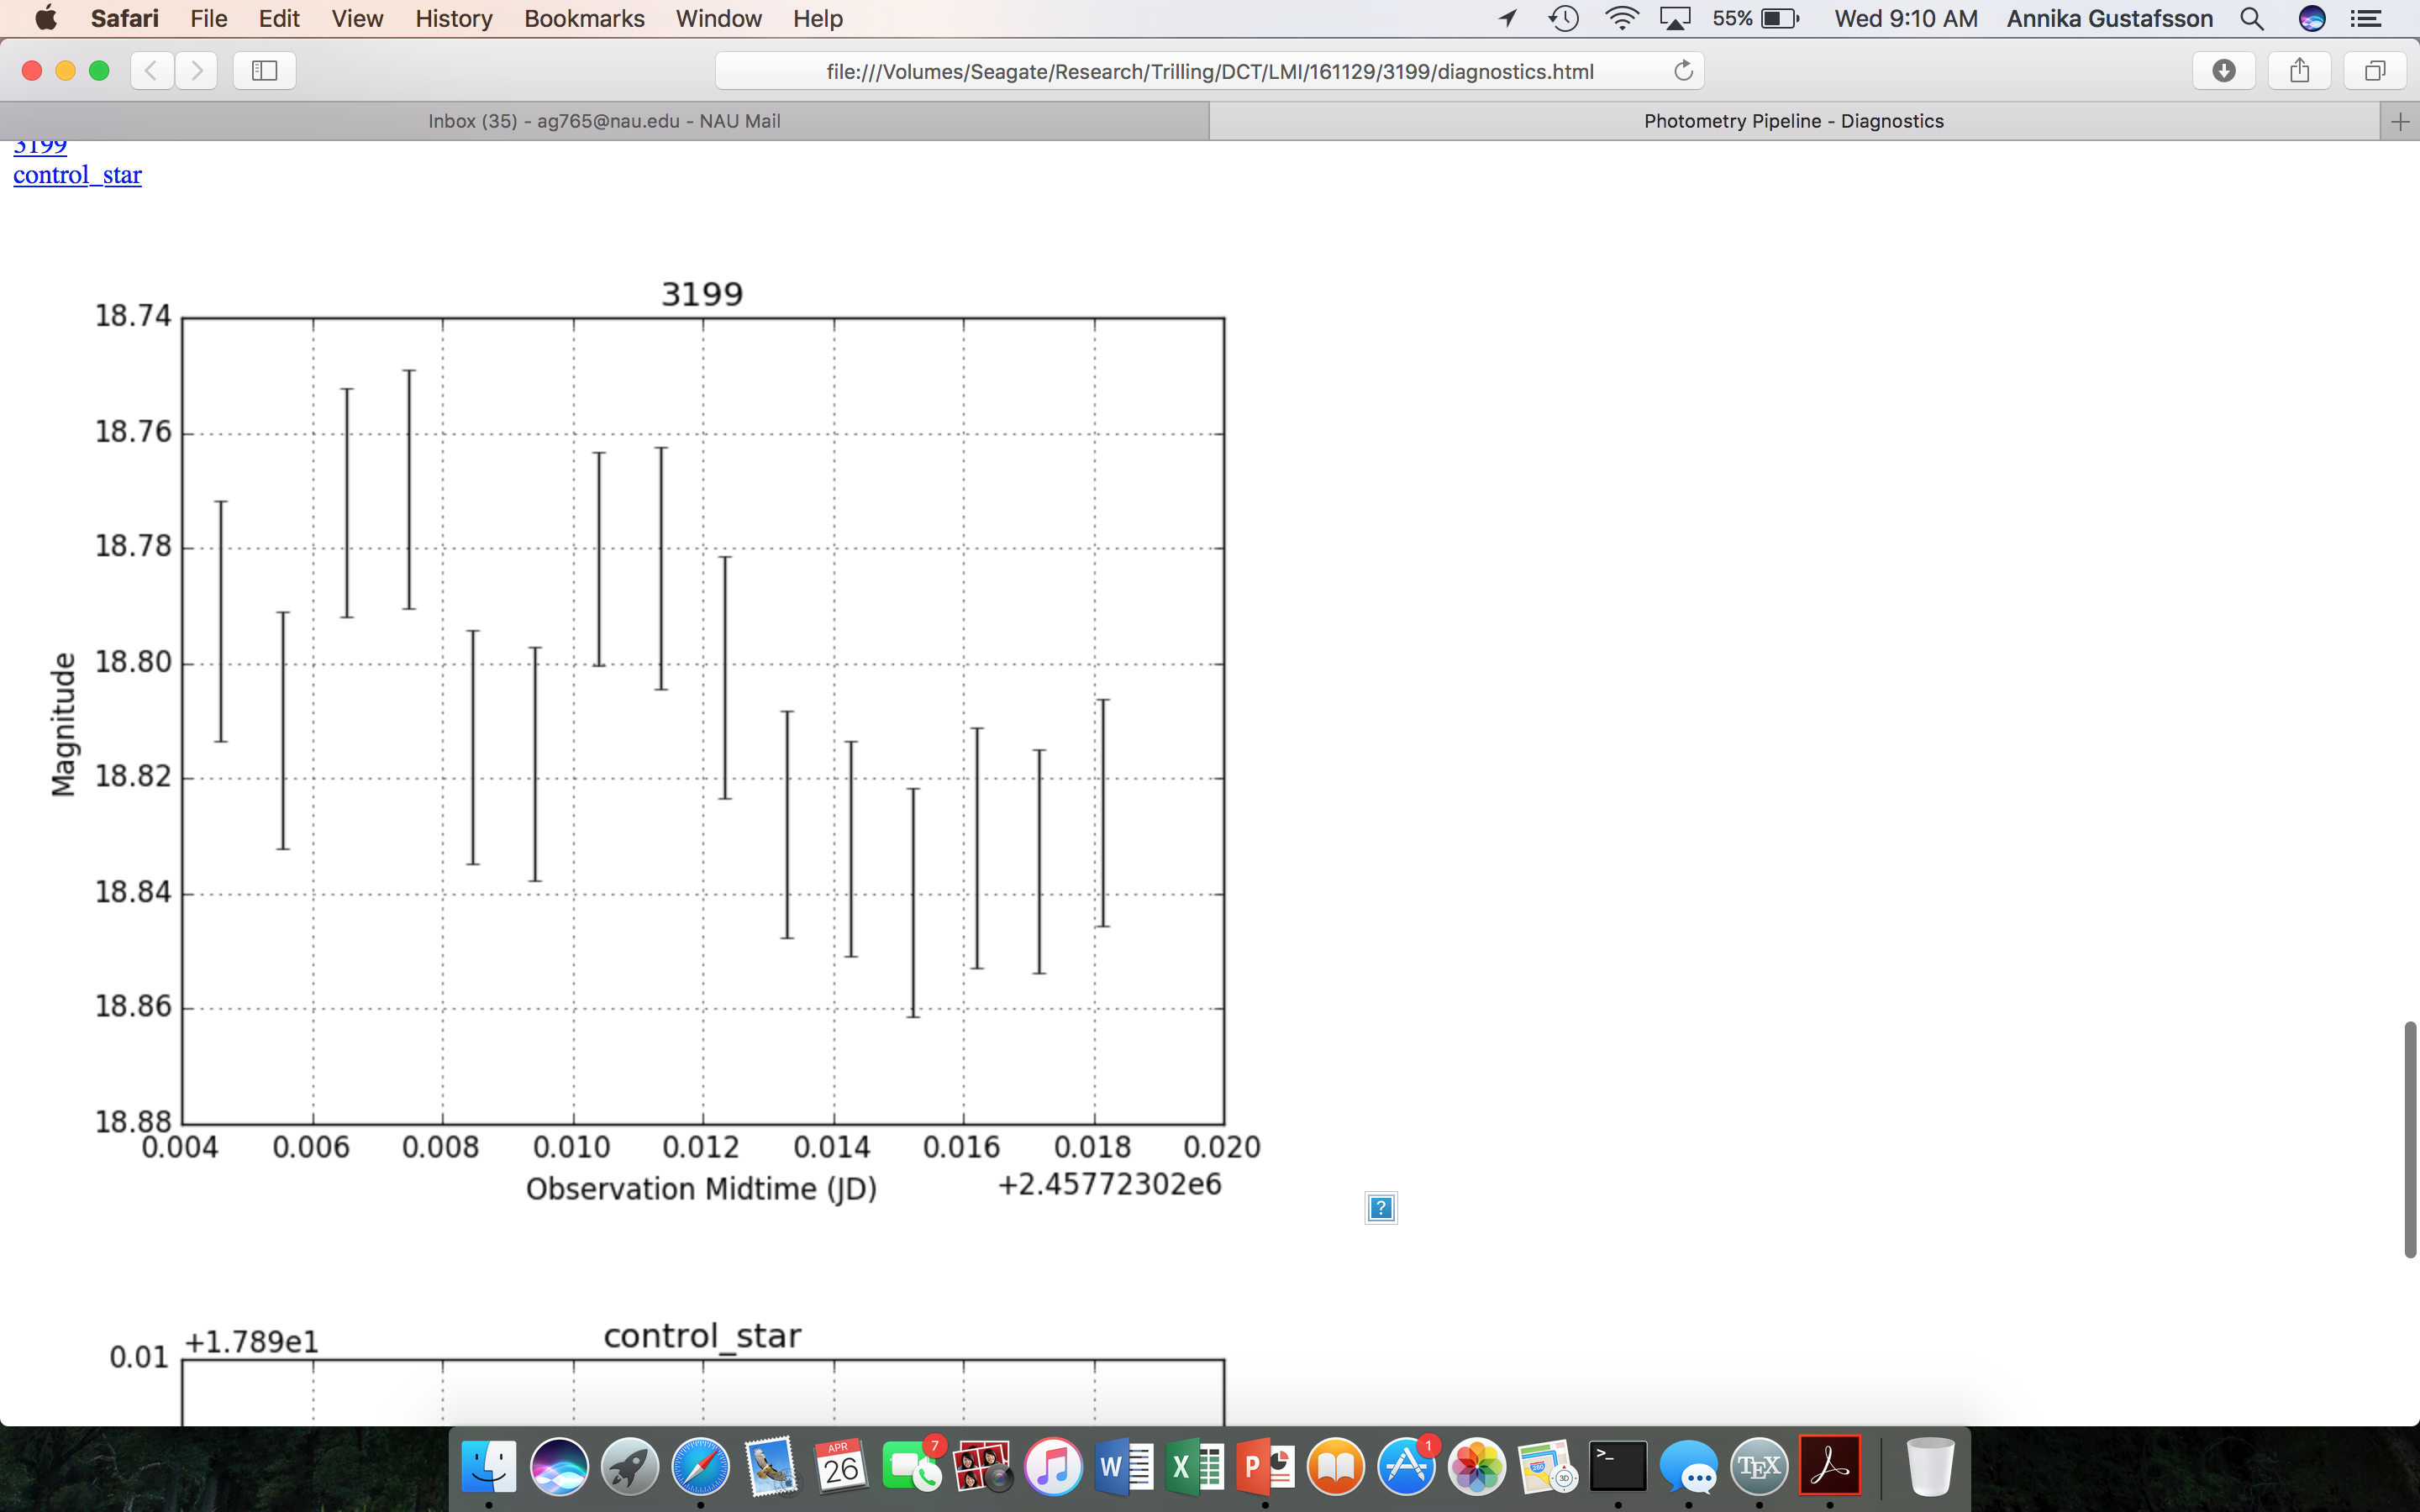 Safari File Edit View History Bookmarks Window Help 55% Wed 9:10 AM Annika Gustafsson
file:///Volumes/Seagate/Research/Trilling/DCT/LMI/161129/3199/diagnostics.html
Inbox (35) - ag765@nau.edu - NAU Mail
Photometry Pipeline - Diagnostics
3199
control_star
3199
18.74
18.76
18.78
18.80
18.82
18.84
18.86
18.88
Magnitude
0.004 0.006 0.008 0.010 0.012 0.014 0.016 0.018 0.020
Observation Midtime (JD)
+2.45772302e6
?
control_star
+1.789e1
0.01
APR
26
7
W
X
P
1
280
3D
>_
TEX